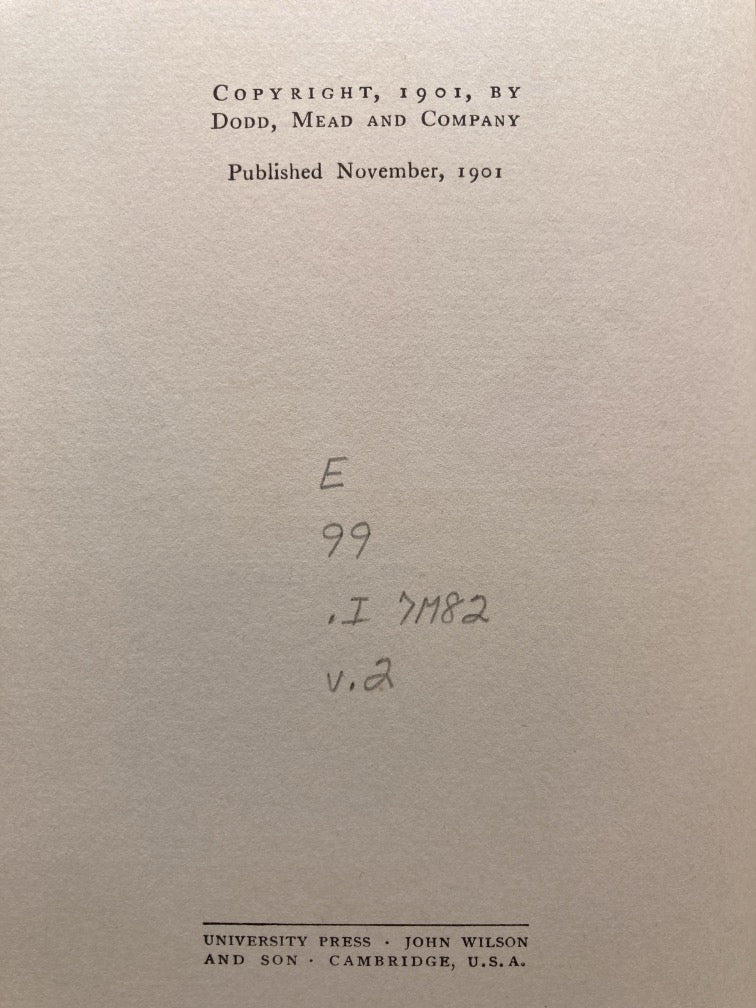 COPYRIGHT, 1901, BY
DODD, MEAD AND COMPANY
Published November, 1901
E
99
.I 7M82
v.2
UNIVERSITY PRESS · JOHN WILSON
AND SON · CAMBRIDGE, U.S.A.